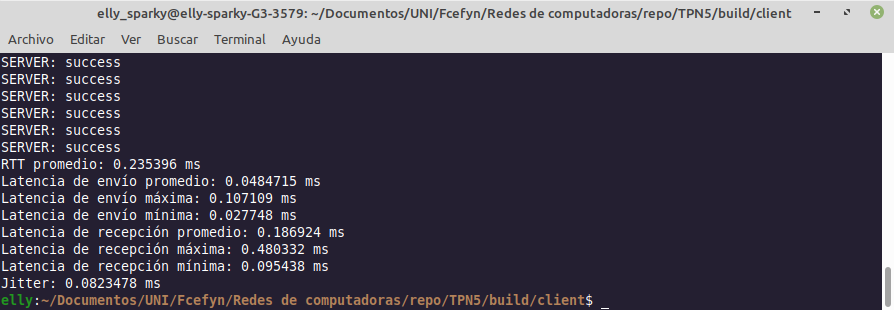 elly_sparky@elly-sparky-G3-3579: ~/Documentos/UNI/Fcefyn/Redes de computadoras/repo/TPN5/build/client
Archivo Editar Ver Buscar Terminal Ayuda
SERVER: success
SERVER: success
SERVER: success
SERVER: success
SERVER: success
SERVER: success
RTT promedio: 0.235396 ms
Latencia de envío promedio: 0.0484715 ms
Latencia de envío máxima: 0.107109 ms
Latencia de envío mínima: 0.027748 ms
Latencia de recepción promedio: 0.186924 ms
Latencia de recepción máxima: 0.480332 ms
Latencia de recepción mínima: 0.095438 ms
Jitter: 0.0823478 ms
elly:~/Documentos/UNI/Fcefyn/Redes de computadoras/repo/TPN5/build/client$ _